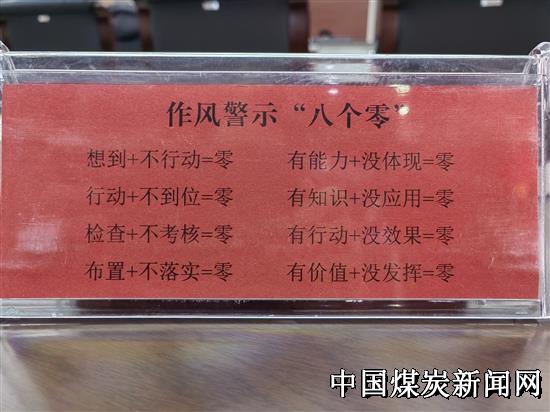 作风警示“八个零”
想到+不行动=零 有能力+没体现=零
行动+不到位=零 有知识+没应用=零
检查+不考核=零 有行动+没效果=零
布置+不落实=零 有价值+没发挥=零
中国煤炭新闻网